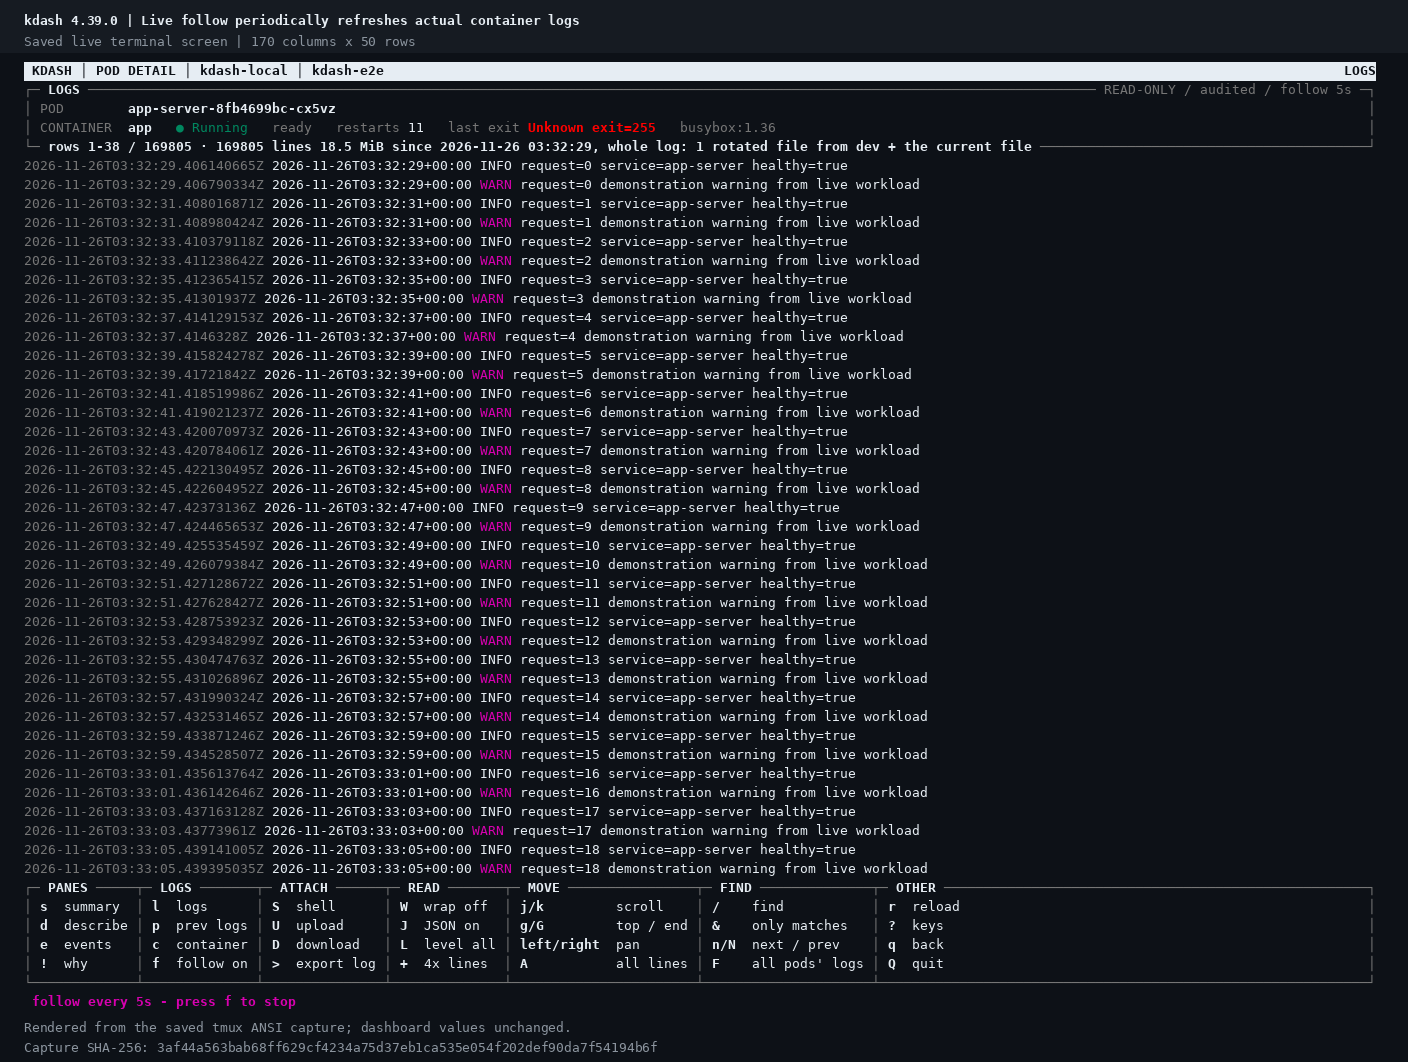 kdash 4.39.0 | Live follow periodically refreshes actual container logs
Saved live terminal screen | 170 columns x 50 rows
KDASH │ POD DETAIL │ kdash-local │ kdash-e2e LOGS
LOGS READ-ONLY / audited / follow 5s
POD app-server-8fb4699bc-cx5vz
CONTAINER app ● Running ready restarts 11 last exit Unknown exit=255 busybox:1.36
rows 1-38 / 169805 · 169805 lines 18.5 MiB since 2026-11-26 03:32:29, whole log: 1 rotated file from dev + the current file
2026-11-26T03:32:29.406140665Z 2026-11-26T03:32:29+00:00 INFO request=0 service=app-server healthy=true
2026-11-26T03:32:29.406790334Z 2026-11-26T03:32:29+00:00 WARN request=0 demonstration warning from live workload
2026-11-26T03:32:31.408016871Z 2026-11-26T03:32:31+00:00 INFO request=1 service=app-server healthy=true
2026-11-26T03:32:31.408980424Z 2026-11-26T03:32:31+00:00 WARN request=1 demonstration warning from live workload
2026-11-26T03:32:33.410379118Z 2026-11-26T03:32:33+00:00 INFO request=2 service=app-server healthy=true
2026-11-26T03:32:33.411238642Z 2026-11-26T03:32:33+00:00 WARN request=2 demonstration warning from live workload
2026-11-26T03:32:35.412365415Z 2026-11-26T03:32:35+00:00 INFO request=3 service=app-server healthy=true
2026-11-26T03:32:35.41301937Z 2026-11-26T03:32:35+00:00 WARN request=3 demonstration warning from live workload
2026-11-26T03:32:37.414129153Z 2026-11-26T03:32:37+00:00 INFO request=4 service=app-server healthy=true
2026-11-26T03:32:37.4146328Z 2026-11-26T03:32:37+00:00 WARN request=4 demonstration warning from live workload
2026-11-26T03:32:39.415824278Z 2026-11-26T03:32:39+00:00 INFO request=5 service=app-server healthy=true
2026-11-26T03:32:39.41721842Z 2026-11-26T03:32:39+00:00 WARN request=5 demonstration warning from live workload
2026-11-26T03:32:41.418519986Z 2026-11-26T03:32:41+00:00 INFO request=6 service=app-server healthy=true
2026-11-26T03:32:41.419021237Z 2026-11-26T03:32:41+00:00 WARN request=6 demonstration warning from live workload
2026-11-26T03:32:43.420070973Z 2026-11-26T03:32:43+00:00 INFO request=7 service=app-server healthy=true
2026-11-26T03:32:43.420784061Z 2026-11-26T03:32:43+00:00 WARN request=7 demonstration warning from live workload
2026-11-26T03:32:45.422130495Z 2026-11-26T03:32:45+00:00 INFO request=8 service=app-server healthy=true
2026-11-26T03:32:45.422604952Z 2026-11-26T03:32:45+00:00 WARN request=8 demonstration warning from live workload
2026-11-26T03:32:47.42373136Z 2026-11-26T03:32:47+00:00 INFO request=9 service=app-server healthy=true
2026-11-26T03:32:47.424465653Z 2026-11-26T03:32:47+00:00 WARN request=9 demonstration warning from live workload
2026-11-26T03:32:49.425535459Z 2026-11-26T03:32:49+00:00 INFO request=10 service=app-server healthy=true
2026-11-26T03:32:49.426079384Z 2026-11-26T03:32:49+00:00 WARN request=10 demonstration warning from live workload
2026-11-26T03:32:51.427128672Z 2026-11-26T03:32:51+00:00 INFO request=11 service=app-server healthy=true
2026-11-26T03:32:51.427628427Z 2026-11-26T03:32:51+00:00 WARN request=11 demonstration warning from live workload
2026-11-26T03:32:53.428753923Z 2026-11-26T03:32:53+00:00 INFO request=12 service=app-server healthy=true
2026-11-26T03:32:53.429348299Z 2026-11-26T03:32:53+00:00 WARN request=12 demonstration warning from live workload
2026-11-26T03:32:55.430474763Z 2026-11-26T03:32:55+00:00 INFO request=13 service=app-server healthy=true
2026-11-26T03:32:55.431026896Z 2026-11-26T03:32:55+00:00 WARN request=13 demonstration warning from live workload
2026-11-26T03:32:57.431990324Z 2026-11-26T03:32:57+00:00 INFO request=14 service=app-server healthy=true
2026-11-26T03:32:57.432531465Z 2026-11-26T03:32:57+00:00 WARN request=14 demonstration warning from live workload
2026-11-26T03:32:59.433871246Z 2026-11-26T03:32:59+00:00 INFO request=15 service=app-server healthy=true
2026-11-26T03:32:59.434528507Z 2026-11-26T03:32:59+00:00 WARN request=15 demonstration warning from live workload
2026-11-26T03:33:01.435613764Z 2026-11-26T03:33:01+00:00 INFO request=16 service=app-server healthy=true
2026-11-26T03:33:01.436142646Z 2026-11-26T03:33:01+00:00 WARN request=16 demonstration warning from live workload
2026-11-26T03:33:03.437163128Z 2026-11-26T03:33:03+00:00 INFO request=17 service=app-server healthy=true
2026-11-26T03:33:03.43773961Z 2026-11-26T03:33:03+00:00 WARN request=17 demonstration warning from live workload
2026-11-26T03:33:05.439141005Z 2026-11-26T03:33:05+00:00 INFO request=18 service=app-server healthy=true
2026-11-26T03:33:05.439395035Z 2026-11-26T03:33:05+00:00 WARN request=18 demonstration warning from live workload
PANES LOGS ATTACH READ MOVE FIND OTHER
s summary │ l logs │ S shell │ W wrap off │ j/k scroll │ / find │ r reload
d describe │ p prev logs │ U upload │ J JSON on │ g/G top / end │ & only matches │ ? keys
e events │ c container │ D download │ L level all │ left/right pan │ n/N next / prev │ q back
! why │ f follow on │ > export log │ + 4x lines │ A all lines │ F all pods' logs │ Q quit
follow every 5s - press f to stop
Rendered from the saved tmux ANSI capture; dashboard values unchanged.
Capture SHA-256: 3af44a563bab68ff629cf4234a75d37eb1ca535e054f202def90da7f54194b6f